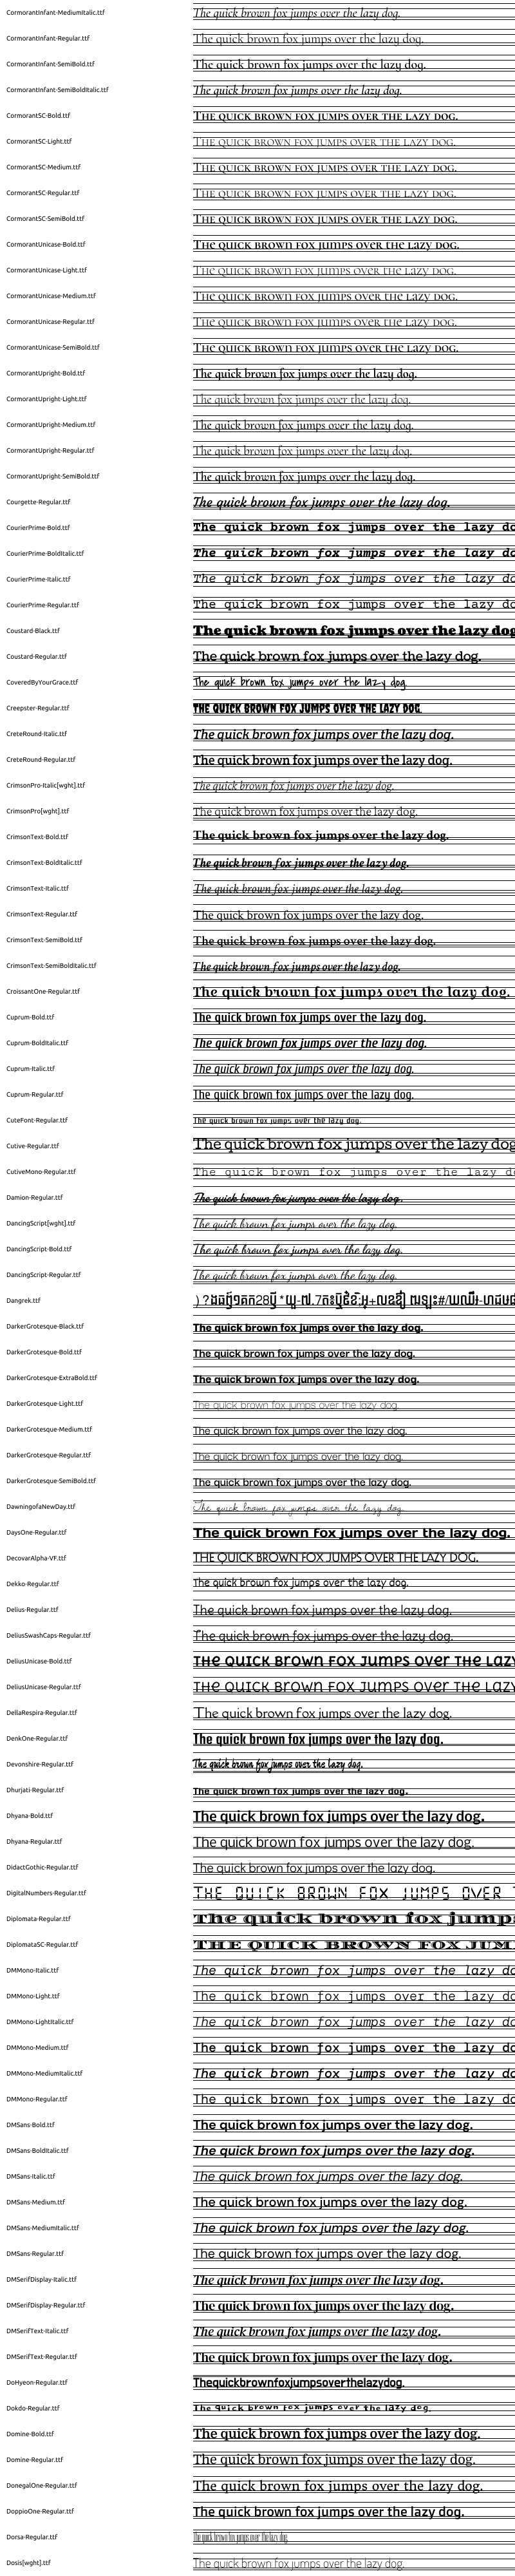 CormorantInfant-MediumItalic.ttf The quick brown fox jumps over the lazy dog.
CormorantInfant-Regular.ttf The quick brown fox jumps over the lazy dog.
CormorantInfant-SemiBold.ttf The quick brown fox jumps over the lazy dog.
CormorantInfant-SemiBoldItalic.ttf The quick brown fox jumps over the lazy dog.
CormorantSC-Bold.ttf The quick brown fox jumps over the lazy dog.
CormorantSC-Light.ttf The quick brown fox jumps over the lazy dog.
CormorantSC-Medium.ttf The quick brown fox jumps over the lazy dog.
CormorantSC-Regular.ttf The quick brown fox jumps over the lazy dog.
CormorantSC-SemiBold.ttf The quick brown fox jumps over the lazy dog.
CormorantUnicase-Bold.ttf The quick brown fox jumps over the lazy dog.
CormorantUnicase-Light.ttf The quick brown fox jumps over the lazy dog.
CormorantUnicase-Medium.ttf The quick brown fox jumps over the lazy dog.
CormorantUnicase-Regular.ttf The quick brown fox jumps over the lazy dog.
CormorantUnicase-SemiBold.ttf The quick brown fox jumps over the lazy dog.
CormorantUpright-Bold.ttf The quick brown fox jumps over the lazy dog.
CormorantUpright-Light.ttf The quick brown fox jumps over the lazy dog.
CormorantUpright-Medium.ttf The quick brown fox jumps over the lazy dog.
CormorantUpright-Regular.ttf The quick brown fox jumps over the lazy dog.
CormorantUpright-SemiBold.ttf The quick brown fox jumps over the lazy dog.
Courgette-Regular.ttf The quick brown fox jumps over the lazy dog.
CourierPrime-Bold.ttf The quick brown fox jumps over the lazy do
CourierPrime-BoldItalic.ttf The quick brown fox jumps over the lazy do
CourierPrime-Italic.ttf The quick brown fox jumps over the lazy do
CourierPrime-Regular.ttf The quick brown fox jumps over the lazy do
Coustard-Black.ttf The quick brown fox jumps over the lazy dog
Coustard-Regular.ttf The quick brown fox jumps over the lazy dog.
CoveredByYourGrace.ttf The quick brown fox jumps over the lazy dog.
Creepster-Regular.ttf The quick brown fox jumps over the lazy dog.
CreteRound-Italic.ttf The quick brown fox jumps over the lazy dog.
CreteRound-Regular.ttf The quick brown fox jumps over the lazy dog.
CrimsonPro-Italic[wght].ttf The quick brown fox jumps over the lazy dog.
CrimsonPro[wght].ttf The quick brown fox jumps over the lazy dog.
CrimsonText-Bold.ttf The quick brown fox jumps over the lazy dog.
CrimsonText-BoldItalic.ttf The quick brown fox jumps over the lazy dog.
CrimsonText-Italic.ttf The quick brown fox jumps over the lazy dog.
CrimsonText-Regular.ttf The quick brown fox jumps over the lazy dog.
CrimsonText-SemiBold.ttf The quick brown fox jumps over the lazy dog.
CrimsonText-SemiBoldItalic.ttf The quick brown fox jumps over the lazy dog.
CroissantOne-Regular.ttf The quick brown fox jumps over the lazy dog.
Cuprum-Bold.ttf The quick brown fox jumps over the lazy dog.
Cuprum-BoldItalic.ttf The quick brown fox jumps over the lazy dog.
Cuprum-Italic.ttf The quick brown fox jumps over the lazy dog.
Cuprum-Regular.ttf The quick brown fox jumps over the lazy dog.
CuteFont-Regular.ttf The quick brown fox jumps over the lazy dog.
Cutive-Regular.ttf The quick brown fox jumps over the lazy dog
CutiveMono-Regular.ttf The quick brown fox jumps over the lazy d
Damion-Regular.ttf The quick brown fox jumps over the lazy dog.
DancingScript[wght].ttf The quick brown fox jumps over the lazy dog.
DancingScript-Bold.ttf The quick brown fox jumps over the lazy dog.
DancingScript-Regular.ttf The quick brown fox jumps over the lazy dog.
Dangrek.ttf
DarkerGrotesque-Black.ttf The quick brown fox jumps over the lazy dog.
DarkerGrotesque-Bold.ttf The quick brown fox jumps over the lazy dog.
DarkerGrotesque-ExtraBold.ttf The quick brown fox jumps over the lazy dog.
DarkerGrotesque-Light.ttf The quick brown fox jumps over the lazy dog.
DarkerGrotesque-Medium.ttf The quick brown fox jumps over the lazy dog.
DarkerGrotesque-Regular.ttf The quick brown fox jumps over the lazy dog.
DarkerGrotesque-SemiBold.ttf The quick brown fox jumps over the lazy dog.
DawningofaNewDay.ttf The quick brown fox jumps over the lazy dog.
DaysOne-Regular.ttf The quick brown fox jumps over the lazy dog.
DecovarAlpha-VF.ttf THE QUICK BROWN FOX JUMPS OVER THE LAZY DOG.
Dekko-Regular.ttf The quick brown fox jumps over the lazy dog.
Delius-Regular.ttf The quick brown fox jumps over the lazy dog.
DeliusSwashCaps-Regular.ttf The quick brown fox jumps over the lazy dog.
DeliusUnicase-Bold.ttf The quick brown fox jumps over the lazy
DeliusUnicase-Regular.ttf The quick brown fox jumps over the lazy
DellaRespira-Regular.ttf The quick brown fox jumps over the lazy dog.
DenkOne-Regular.ttf The quick brown fox jumps over the lazy dog.
Devonshire-Regular.ttf The quick brown fox jumps over the lazy dog.
Dhurjati-Regular.ttf The quick brown fox jumps over the lazy dog.
Dhyana-Bold.ttf The quick brown fox jumps over the lazy dog.
Dhyana-Regular.ttf The quick brown fox jumps over the lazy dog.
DidactGothic-Regular.ttf The quick brown fox jumps over the lazy dog.
DigitalNumbers-Regular.ttf THE QUICK BROWN FOX JUMPS OVER
Diplomata-Regular.ttf The quick brown fox jumps
DiplomataSC-Regular.ttf The quick brown fox jum
DMMono-Italic.ttf The quick brown fox jumps over the lazy do
DMMono-Light.ttf The quick brown fox jumps over the lazy do
DMMono-LightItalic.ttf The quick brown fox jumps over the lazy do
DMMono-Medium.ttf The quick brown fox jumps over the lazy do
DMMono-MediumItalic.ttf The quick brown fox jumps over the lazy do
DMMono-Regular.ttf The quick brown fox jumps over the lazy do
DMSans-Bold.ttf The quick brown fox jumps over the lazy dog.
DMSans-BoldItalic.ttf The quick brown fox jumps over the lazy dog.
DMSans-Italic.ttf The quick brown fox jumps over the lazy dog.
DMSans-Medium.ttf The quick brown fox jumps over the lazy dog.
DMSans-MediumItalic.ttf The quick brown fox jumps over the lazy dog.
DMSans-Regular.ttf The quick brown fox jumps over the lazy dog.
DMSerifDisplay-Italic.ttf The quick brown fox jumps over the lazy dog.
DMSerifDisplay-Regular.ttf The quick brown fox jumps over the lazy dog.
DMSerifText-Italic.ttf The quick brown fox jumps over the lazy dog.
DMSerifText-Regular.ttf The quick brown fox jumps over the lazy dog.
DoHyeon-Regular.ttf Thequickbrownfoxjumpsoverthelazydog.
Dokdo-Regular.ttf The quick brown fox jumps over the lazy dog.
Domine-Bold.ttf The quick brown fox jumps over the lazy dog.
Domine-Regular.ttf The quick brown fox jumps over the lazy dog.
DonegalOne-Regular.ttf The quick brown fox jumps over the lazy dog.
DoppioOne-Regular.ttf The quick brown fox jumps over the lazy dog.
Dorsa-Regular.ttf The quick brown fox jumps over the lazy dog.
Dosis[wght].ttf The quick brown fox jumps over the lazy dog.